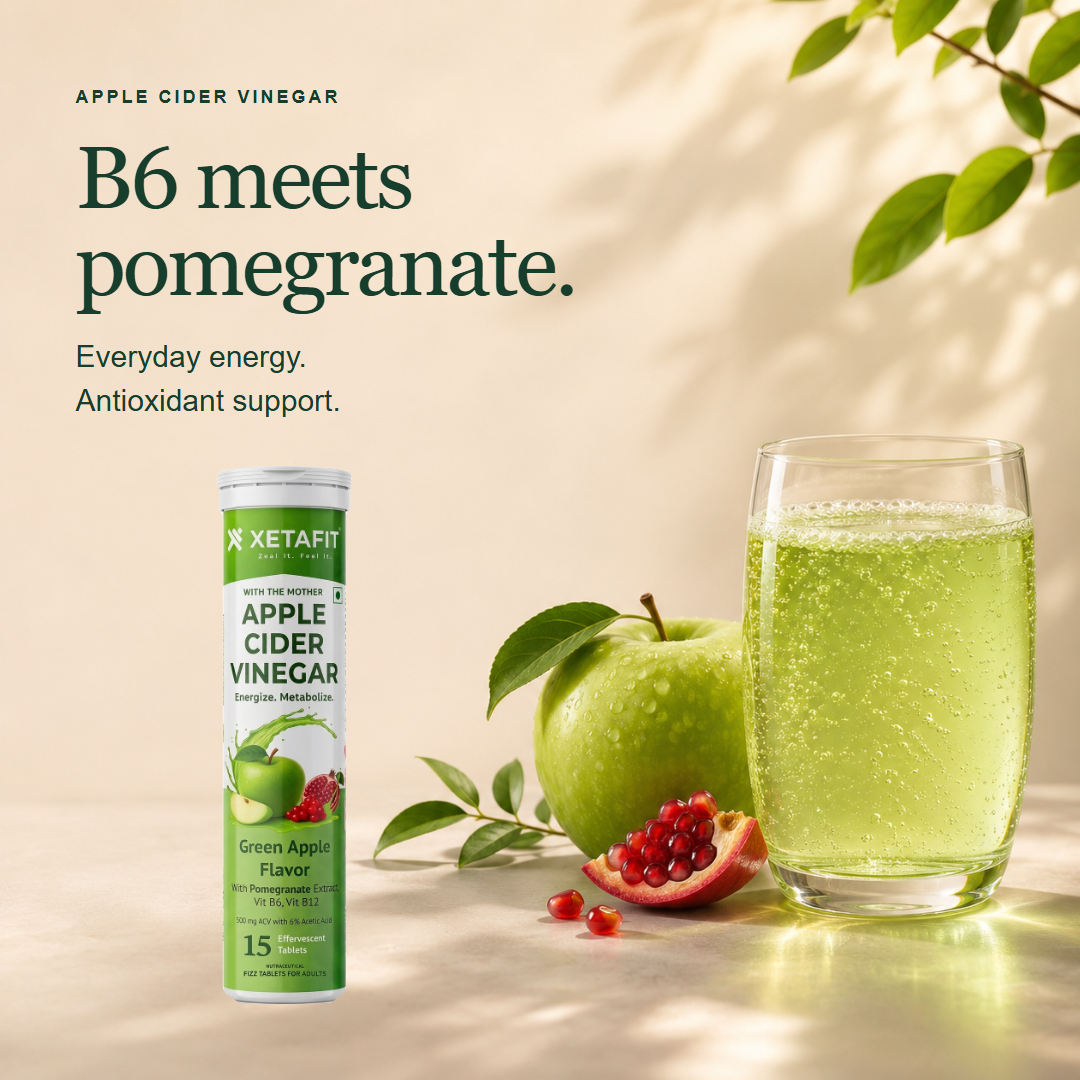 APPLE CIDER VINEGAR
B6 meets
pomegranate.
Everyday energy.
Antioxidant support.
XETAFIT
Zeal It. Feel It.
WITH THE MOTHER
APPLE
CIDER
VINEGAR
Energize. Metabolize.
Green Apple
Flavor
With Pomegranate Extract,
Vit B6, Vit B12
500 mg ACV with 6% Acetic Acid
15 Effervescent
Tablets
NUTRACEUTICAL
FIZZ TABLETS FOR ADULTS